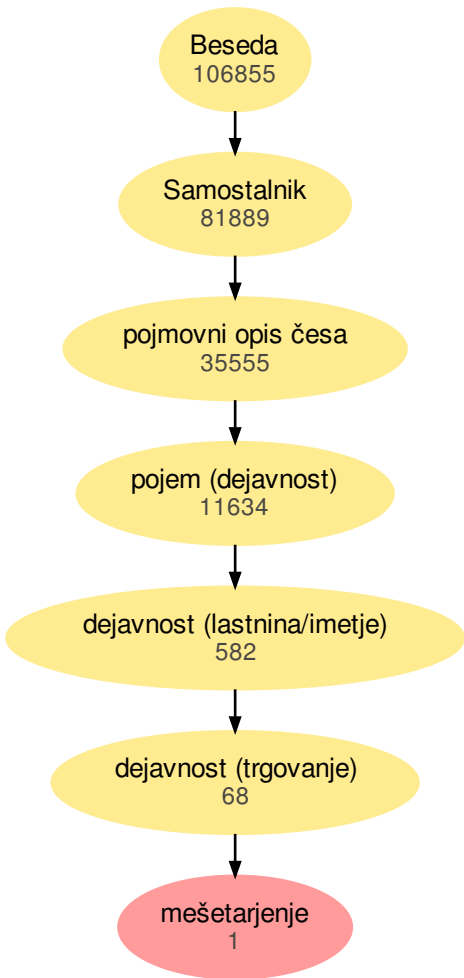 Beseda
106855
Samostalnik
81889
pojmovni opis česa
35555
pojem (dejavnost)
11634
dejavnost (lastnina/imetje)
582
dejavnost (trgovanje)
68
mešetarjenje
1